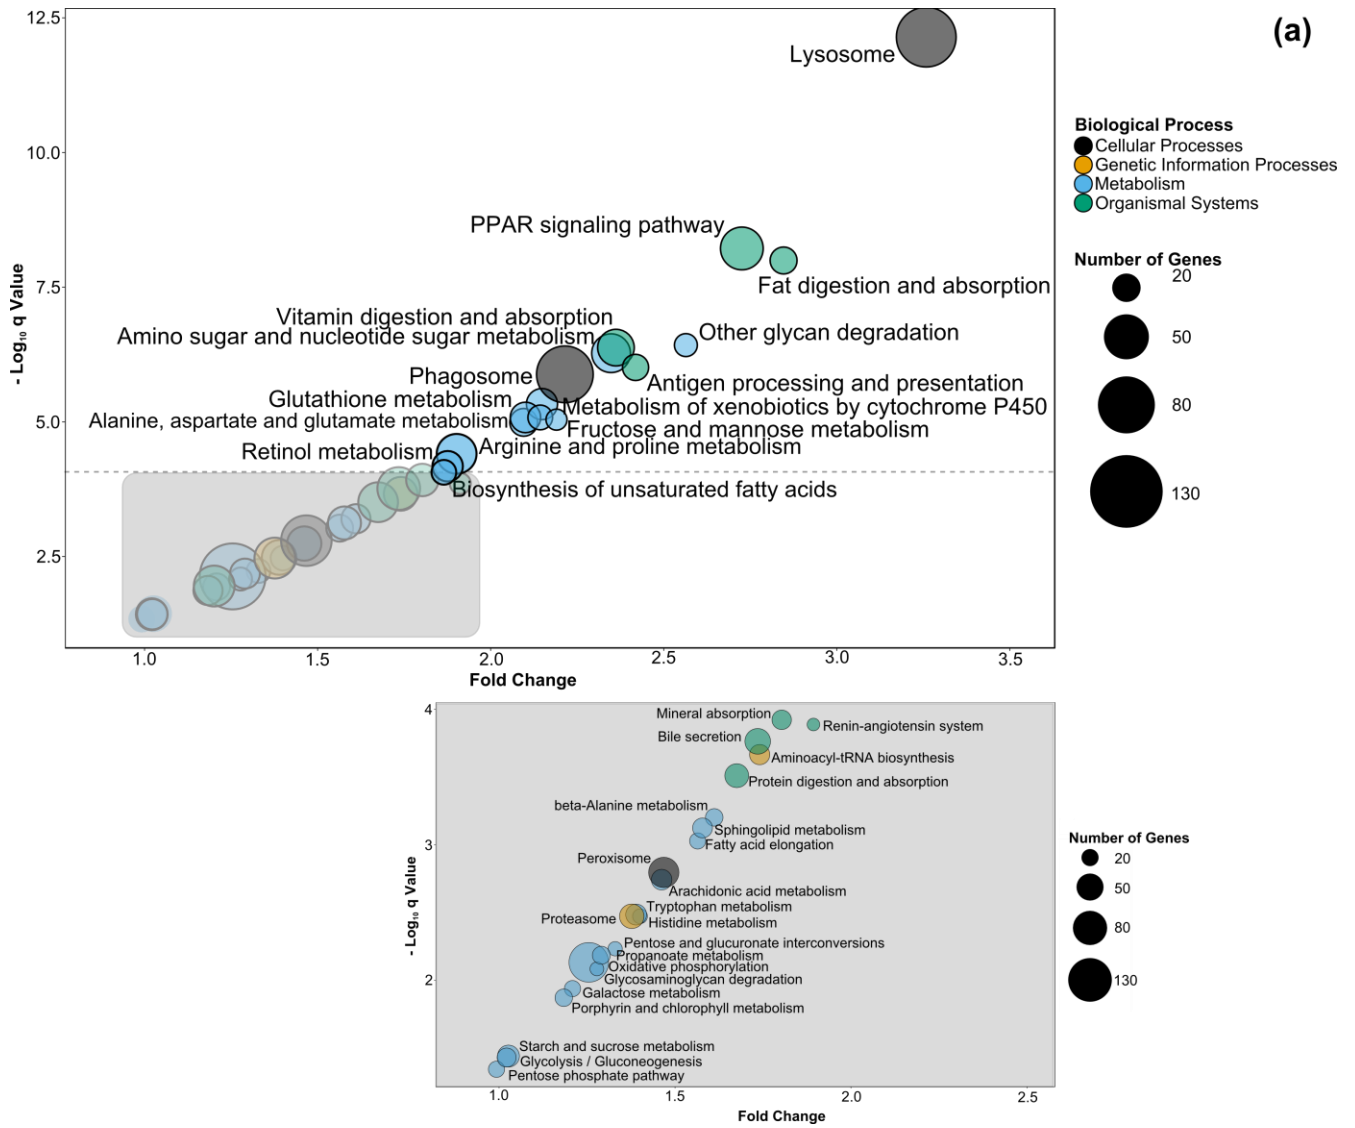 (a)
12.5
10.0
7.5
5.0
2.5
- Log₁₀ q Value
Lysosome
PPAR signaling pathway
Fat digestion and absorption
Vitamin digestion and absorption
Amino sugar and nucleotide sugar metabolism
Other glycan degradation
Phagosome
Antigen processing and presentation
Glutathione metabolism
Metabolism of xenobiotics by cytochrome P450
Alanine, aspartate and glutamate metabolism
Fructose and mannose metabolism
Retinol metabolism
Arginine and proline metabolism
Biosynthesis of unsaturated fatty acids
1.0
1.5
2.0
2.5
3.0
3.5
Fold Change
Biological Process
Cellular Processes
Genetic Information Processes
Metabolism
Organismal Systems
Number of Genes
20
50
80
130
4
3
2
- Log₁₀ q Value
Mineral absorption
Renin-angiotensin system
Bile secretion
Aminoacyl-tRNA biosynthesis
Protein digestion and absorption
beta-Alanine metabolism
Sphingolipid metabolism
Fatty acid elongation
Peroxisome
Arachidonic acid metabolism
Tryptophan metabolism
Proteasome
Histidine metabolism
Pentose and glucuronate interconversions
Propanoate metabolism
Oxidative phosphorylation
Glycosaminoglycan degradation
Galactose metabolism
Porphyrin and chlorophyll metabolism
Starch and sucrose metabolism
Glycolysis / Gluconeogenesis
Pentose phosphate pathway
1.0
1.5
2.0
2.5
Fold Change
Number of Genes
20
50
80
130